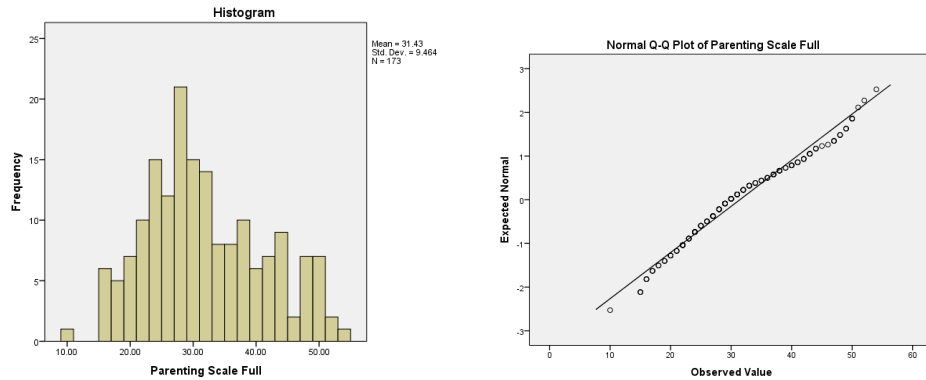 Histogram
Mean = 31.43
Std. Dev. = 9.464
N = 173
Frequency
25
20
15
10
5
0
10.00 20.00 30.00 40.00 50.00
Parenting Scale Full
Normal Q-Q Plot of Parenting Scale Full
Expected Normal
3
2
1
0
-1
-2
-3
0 10 20 30 40 50 60
Observed Value